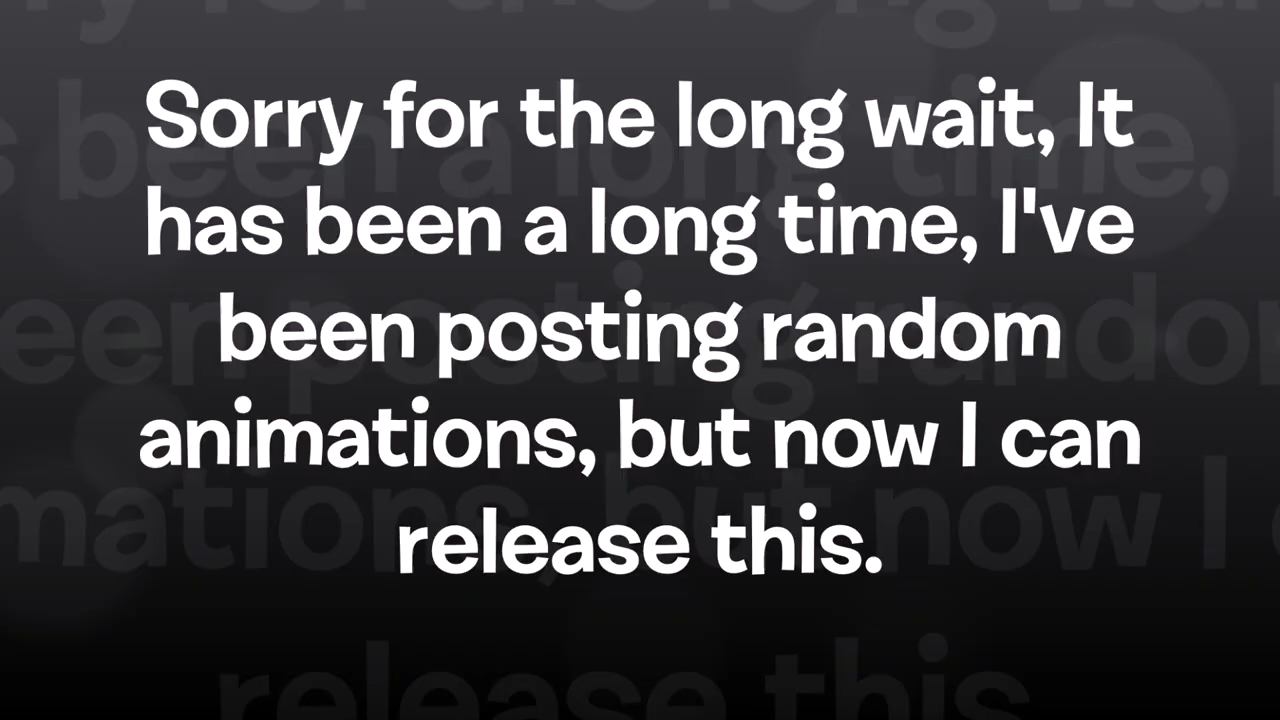 Sorry for the long wait, It
has been a long time, I've
been posting random
animations, but now I can
release this.